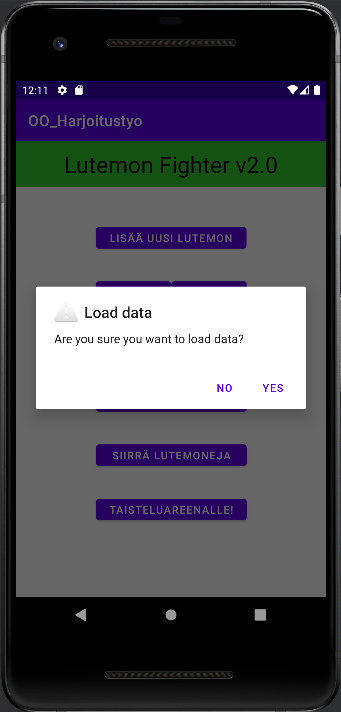 12:11
OO_Harjoitustyo
Lutemon Fighter v2.0
LISÄÄ UUSI LUTEMON
Load data
Are you sure you want to load data?
NO YES
SIIRRÄ LUTEMONEJA
TAISTELUAREENALLE!